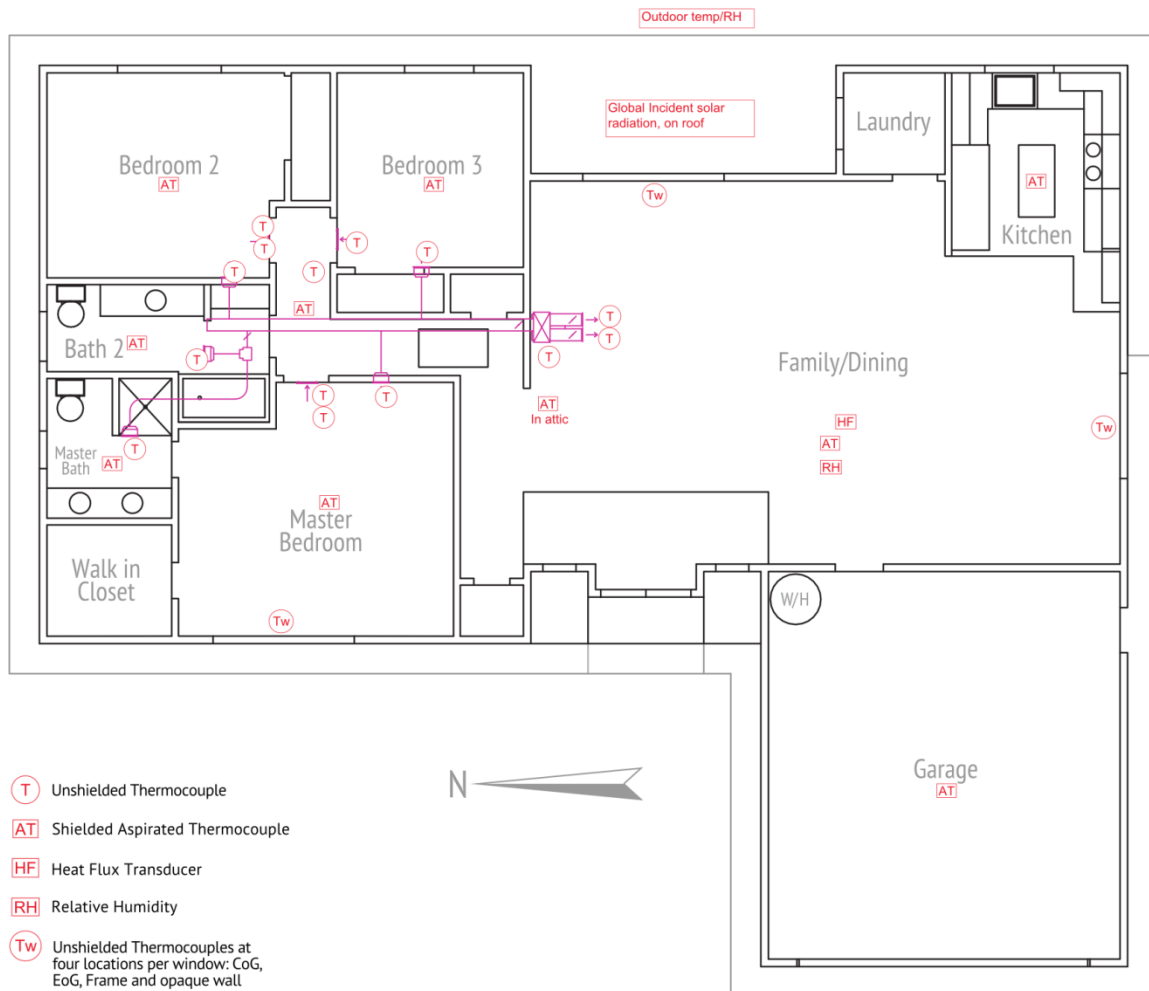 Outdoor temp/RH
Global Incident solar
radiation, on roof
Laundry
Bedroom 2
AT
Bedroom 3
AT
AT
Kitchen
Tw
T
T
T
T
T
T
AT
T
T
T
T
Bath 2
AT
T
Family/Dining
T
T
T
AT
In attic
HF
AT
RH
Tw
T
Master
Bath
AT
AT
Master
Bedroom
Walk in
Closet
Tw
W/H
Garage
AT
N
T Unshielded Thermocouple
AT Shielded Aspirated Thermocouple
HF Heat Flux Transducer
RH Relative Humidity
Tw Unshielded Thermocouples at
four locations per window: CoG,
EoG, Frame and opaque wall